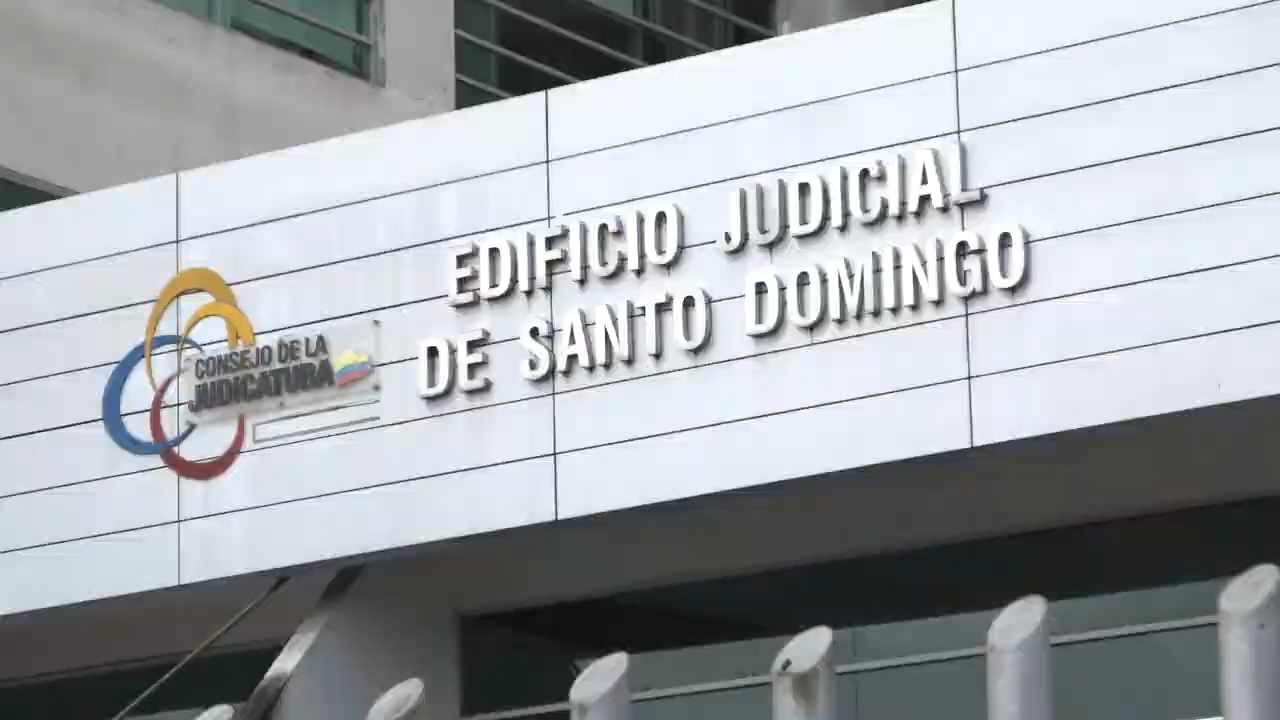 CONSEJO DE LA
JUDICATURA
EDIFICIO JUDICIAL
DE SANTO DOMINGO